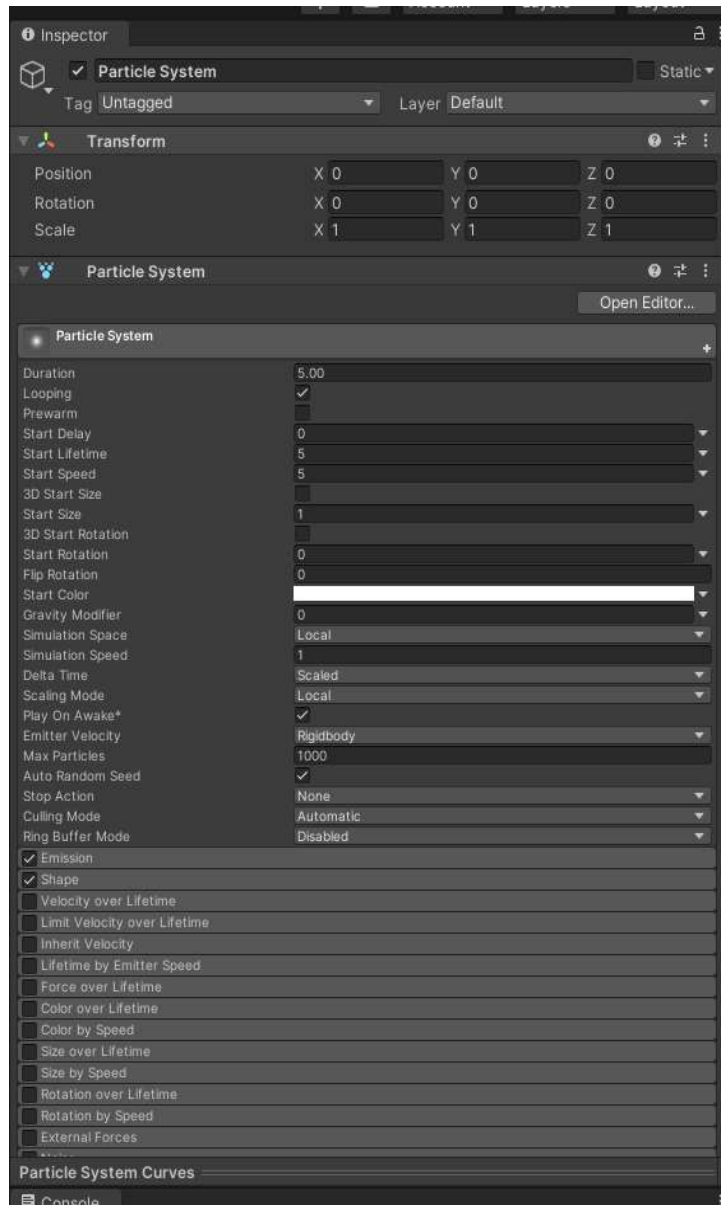 Inspector
Particle System Static
Tag Untagged Layer Default
Transform
Position X 0 Y 0 Z 0
Rotation X 0 Y 0 Z 0
Scale X 1 Y 1 Z 1
Particle System
Open Editor...
Particle System
Duration 5.00
Looping
Prewarm
Start Delay 0
Start Lifetime 5
Start Speed 5
3D Start Size
Start Size 1
3D Start Rotation
Start Rotation 0
Flip Rotation 0
Start Color
Gravity Modifier 0
Simulation Space Local
Simulation Speed 1
Delta Time Scaled
Scaling Mode Local
Play On Awake*
Emitter Velocity Rigidbody
Max Particles 1000
Auto Random Seed
Stop Action None
Culling Mode Automatic
Ring Buffer Mode Disabled
Emission
Shape
Velocity over Lifetime
Limit Velocity over Lifetime
Inherit Velocity
Lifetime by Emitter Speed
Force over Lifetime
Color over Lifetime
Color by Speed
Size over Lifetime
Size by Speed
Rotation over Lifetime
Rotation by Speed
External Forces
Particle System Curves
Console